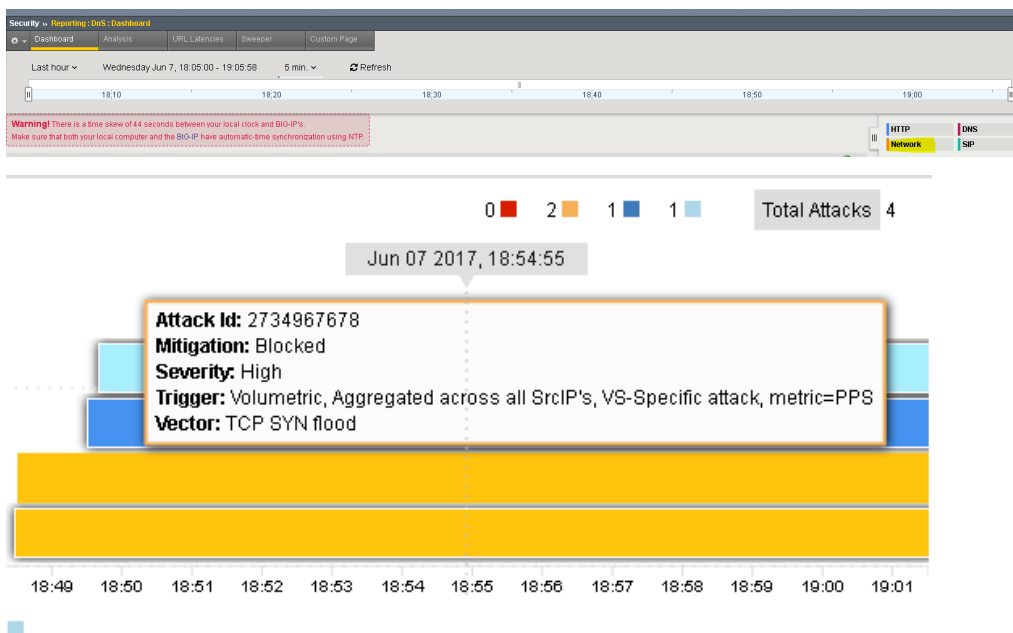 Security » Reporting : DoS : Dashboard
Dashboard Analysis URL Latencies Sweeper Custom Page
Last hour Wednesday Jun 7, 18:05:00 - 19:05:58 5 min. Refresh
18:10 18:20 18:30 18:40 18:50 19:00
Warning! There is a time skew of 44 seconds between your local clock and BIG-IP's.
Make sure that both your local computer and the BIG-IP have automatic-time synchronization using NTP.
HTTP DNS
Network SIP
0 2 1 1 Total Attacks 4
Jun 07 2017, 18:54:55
Attack Id: 2734967678
Mitigation: Blocked
Severity: High
Trigger: Volumetric, Aggregated across all SrcIP's, VS-Specific attack, metric=PPS
Vector: TCP SYN flood
18:49 18:50 18:51 18:52 18:53 18:54 18:55 18:56 18:57 18:58 18:59 19:00 19:01